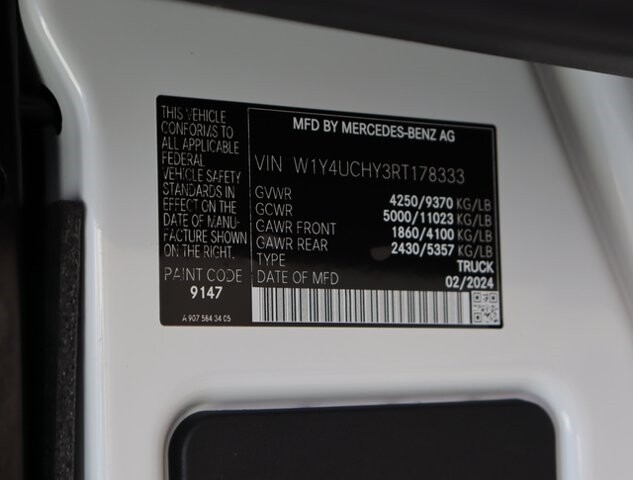 THIS VEHICLE
CONFORMS TO
ALL APPLICABLE
FEDERAL
VEHICLE SAFETY
STANDARDS IN
EFFECT ON THE
DATE OF MANU-
FACTURE SHOWN
ON THE RIGHT.
PAINT CODE
9147
A 907 584 34 05
MFD BY MERCEDES-BENZ AG
VIN W1Y4UCHY3RT178333
GVWR 4250/9370 KG/LB
GCWR 5000/11023 KG/LB
GAWR FRONT 1860/4100 KG/LB
GAWR REAR 2430/5357 KG/LB
TYPE TRUCK
DATE OF MFD 02/2024